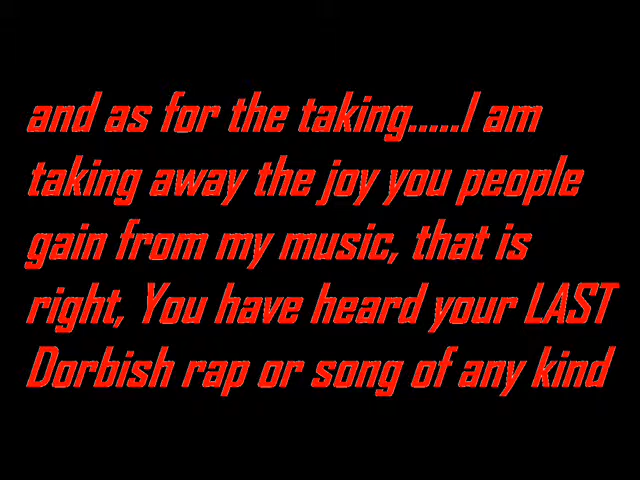 and as for the taking.....I am
taking away the joy you people
gain from my music, that is
right, You have heard your LAST
Dorbish rap or song of any kind